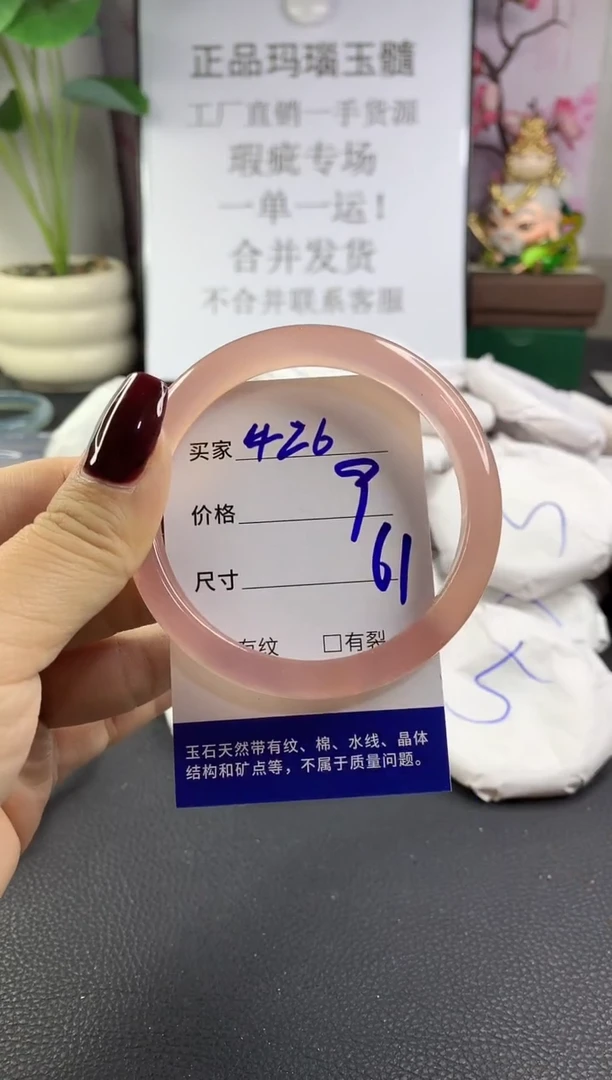 正品玛瑙玉髓
工厂直销一手货源
瑕疵专场
一单一运!
合并发货
不合并联系客服
买家 426
价格
尺寸 61
有纹 □有裂
玉石天然带有纹、棉、水线、晶体
结构和矿点等，不属于质量问题。